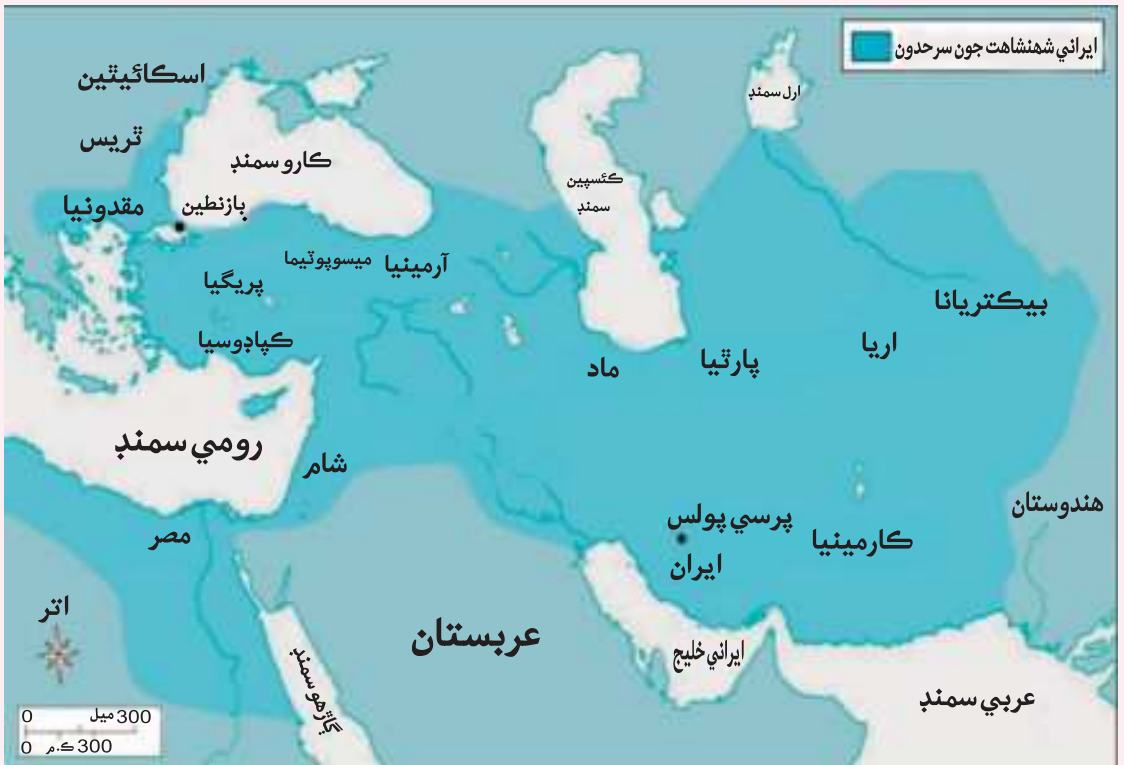 ايراني شهنشاهت جون سرحدون
اسڪائيٿين
ٿريس
مقدونيا
بازنطين
ڪارو سمنڊ
ڪئسپين
سمنڊ
ارل سمنڊ
پريگيا
ميسوپوٽيما
آرمينيا
ڪپاڊوسيا
ماد
پارٿيا
اريا
بيڪتريانا
رومي سمنڊ
شام
مصر
پرسي پولس
ايران
ڪارمينيا
هندوستان
عربستان
ايراني خليج
ڳاڙهو سمنڊ
عربي سمنڊ
اتر
0 300 ميل
0 300 ڪ.م